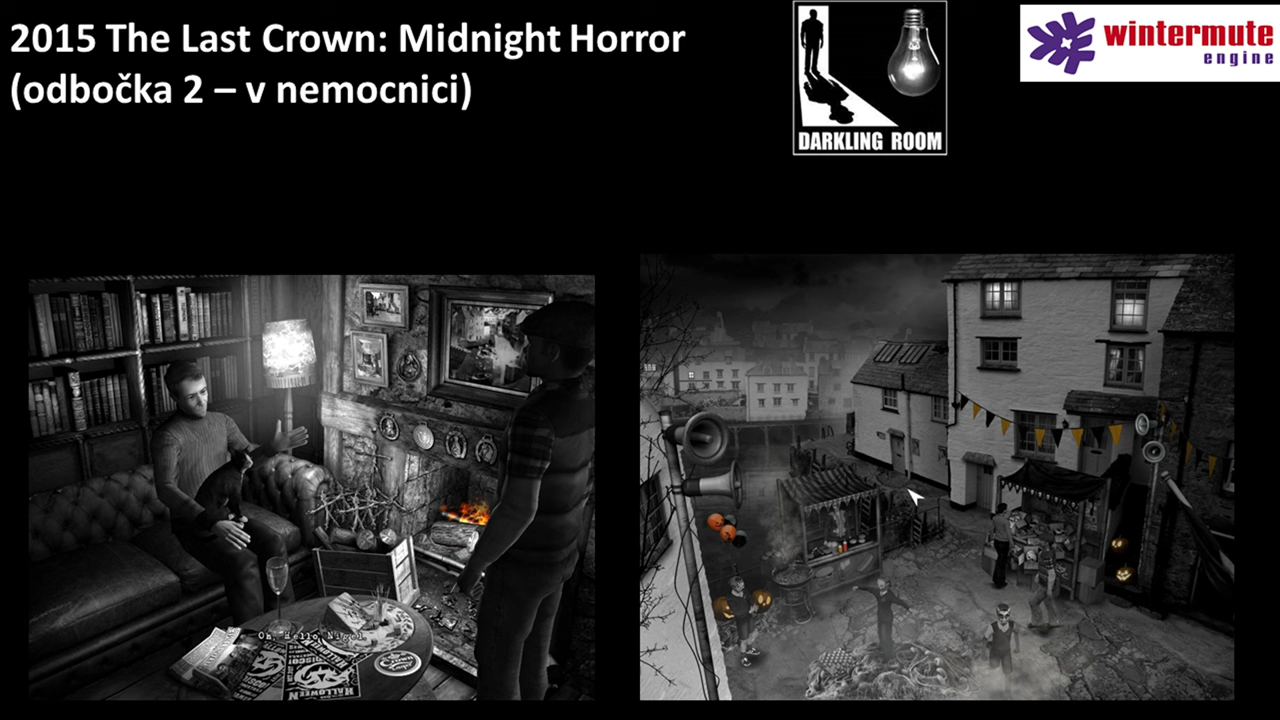 2015 The Last Crown: Midnight Horror
(odbočka 2 – v nemocnici)
DARKLING ROOM
wintermute
engine
Oh, Hello Nigel
HALLOWEEN